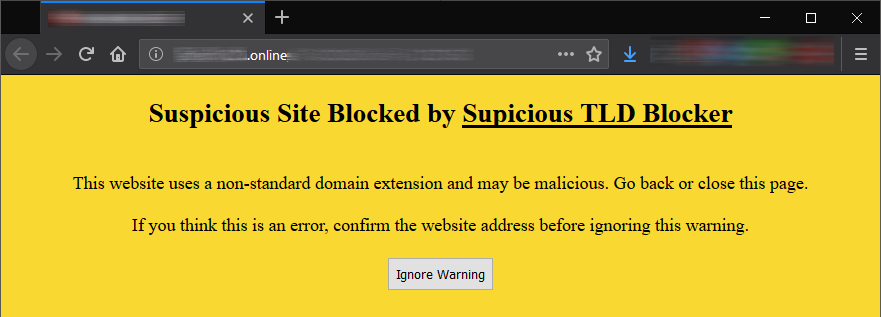 .online
Suspicious Site Blocked by Supicious TLD Blocker
This website uses a non-standard domain extension and may be malicious. Go back or close this page.
If you think this is an error, confirm the website address before ignoring this warning.
Ignore Warning